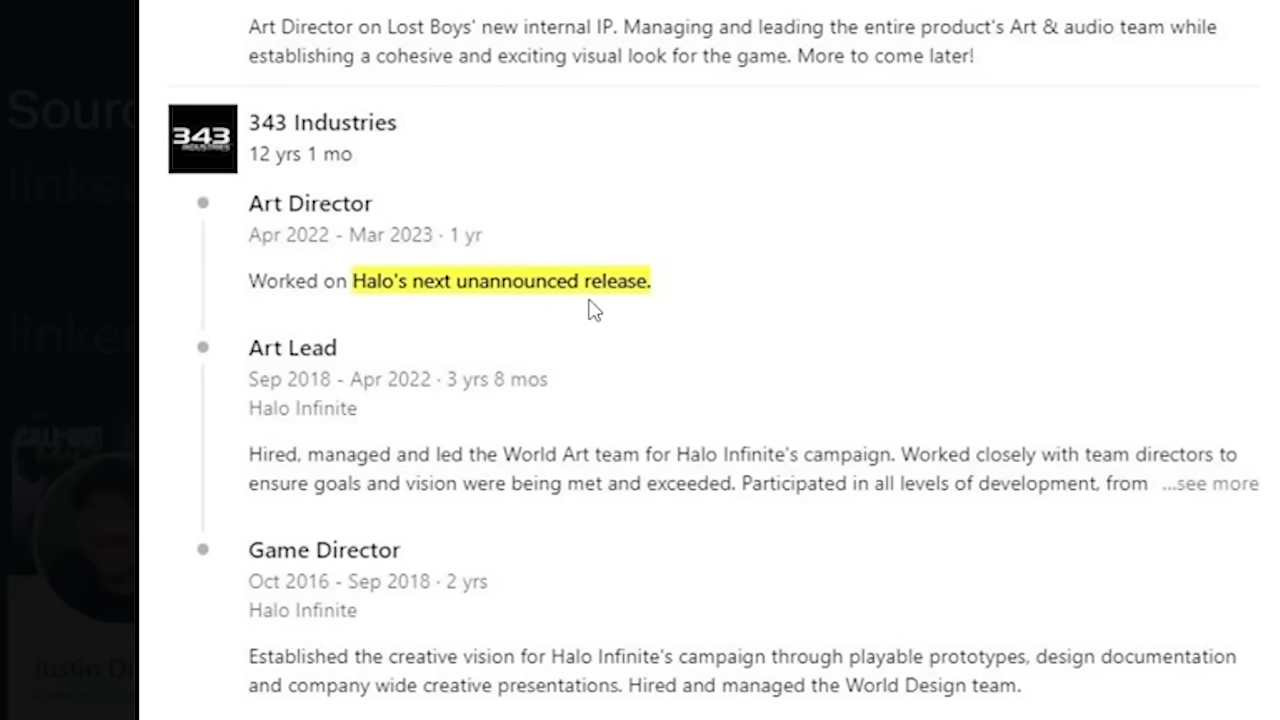 Art Director on Lost Boys' new internal IP. Managing and leading the entire product's Art & audio team while
establishing a cohesive and exciting visual look for the game. More to come later!
Sourc
343
INDUSTRIES
343 Industries
12 yrs 1 mo
linke
Art Director
Apr 2022 - Mar 2023 · 1 yr
Worked on Halo's next unannounced release.
linke
Art Lead
Sep 2018 - Apr 2022 · 3 yrs 8 mos
Halo Infinite
Hired, managed and led the World Art team for Halo Infinite's campaign. Worked closely with team directors to
ensure goals and vision were being met and exceeded. Participated in all levels of development, from ...see more
Game Director
Oct 2016 - Sep 2018 · 2 yrs
Halo Infinite
Established the creative vision for Halo Infinite's campaign through playable prototypes, design documentation
and company wide creative presentations. Hired and managed the World Design team.
Justin Di